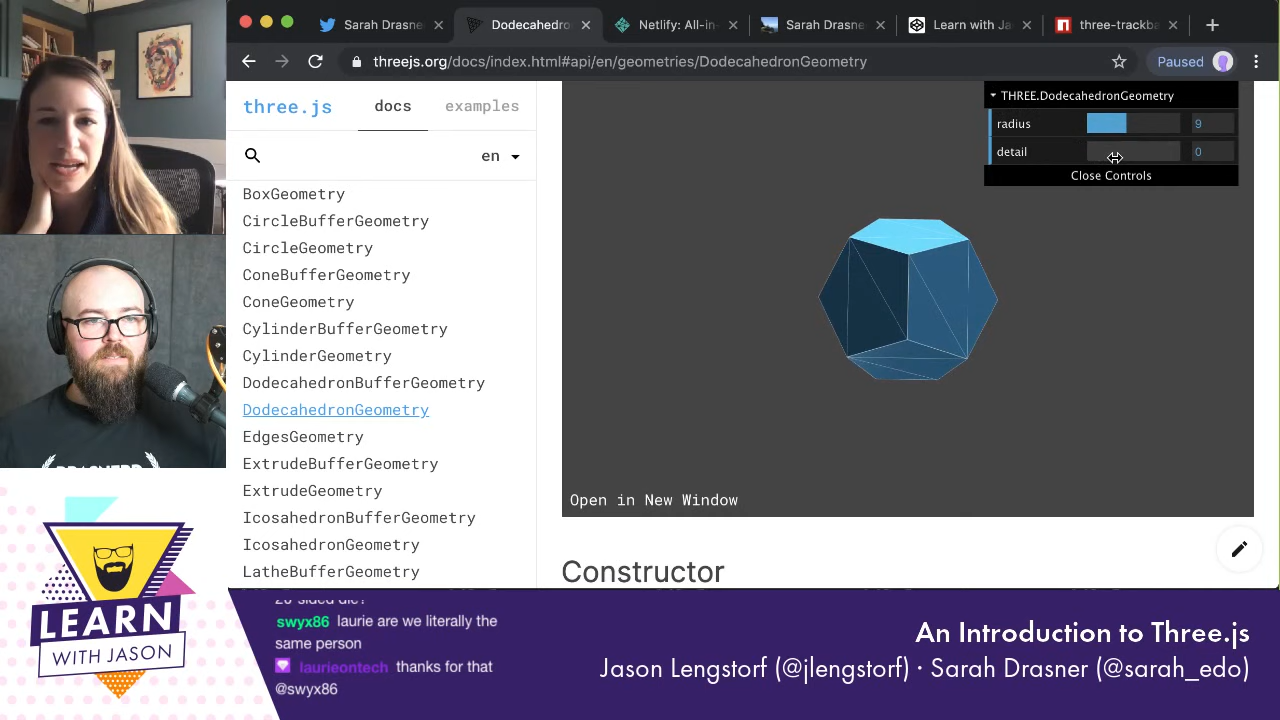 Sarah Drasne
Dodecahedro
Netlify: All-in-
Sarah Drasne
Learn with Ja
three-trackba
threejs.org/docs/index.html#api/en/geometries/DodecahedronGeometry
Paused
three.js
docs
examples
en
BoxGeometry
CircleBufferGeometry
CircleGeometry
ConeBufferGeometry
ConeGeometry
CylinderBufferGeometry
CylinderGeometry
DodecahedronBufferGeometry
DodecahedronGeometry
EdgesGeometry
ExtrudeBufferGeometry
ExtrudeGeometry
IcosahedronBufferGeometry
IcosahedronGeometry
LatheBufferGeometry
THREE.DodecahedronGeometry
radius 9
detail 0
Close Controls
Open in New Window
Constructor
LEARN
WITH JASON
20-sided die?
swyx86 laurie are we literally the
same person
laurieontech thanks for that
@swyx86
An Introduction to Three.js
Jason Lengstorf (@jlengstorf) · Sarah Drasner (@sarah_edo)